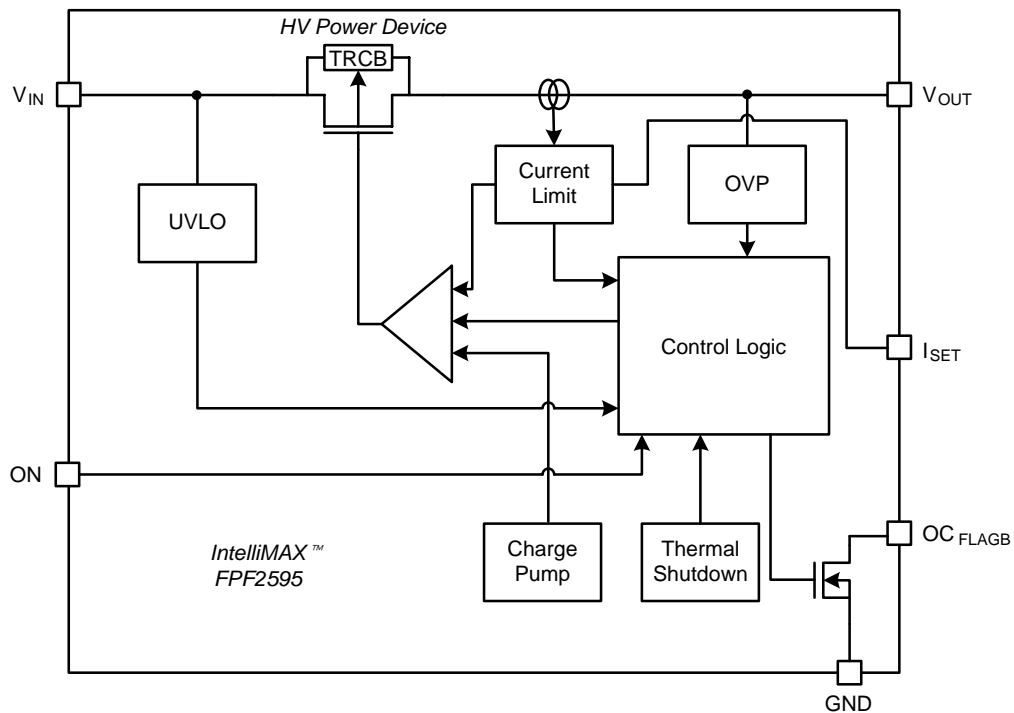 HV Power Device
TRCB
VIN
VOUT
Current
Limit
OVP
UVLO
Control Logic
ISET
ON
OC FLAGB
IntelliMAX™
FPF2595
Charge
Pump
Thermal
Shutdown
GND